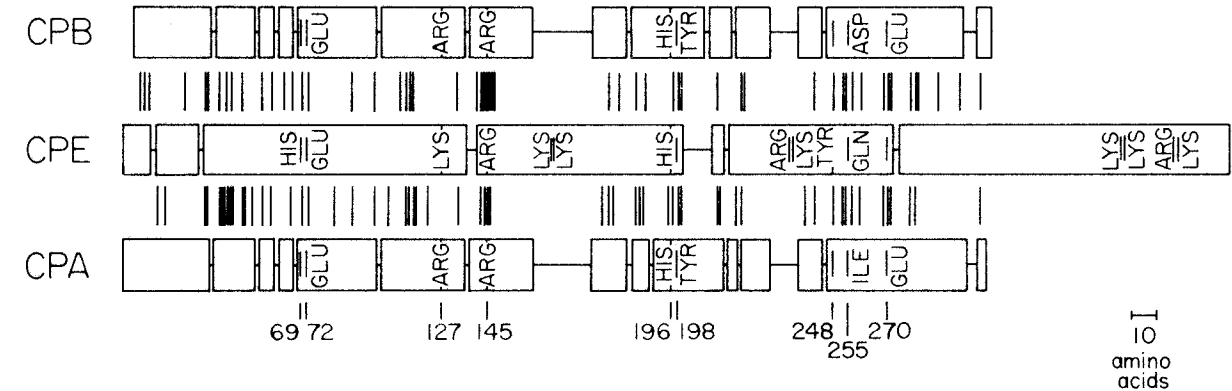 CPB GLU ARG ARG HIS TYR ASP GLU
CPE HIS GLU LYS ARG LYS LYS HIS ARG LYS TYR GLN LYS LYS ARG LYS
CPA GLU ARG ARG HIS TYR ILE GLU
69 72 127 145 196 198 248 270
255
10
amino
acids